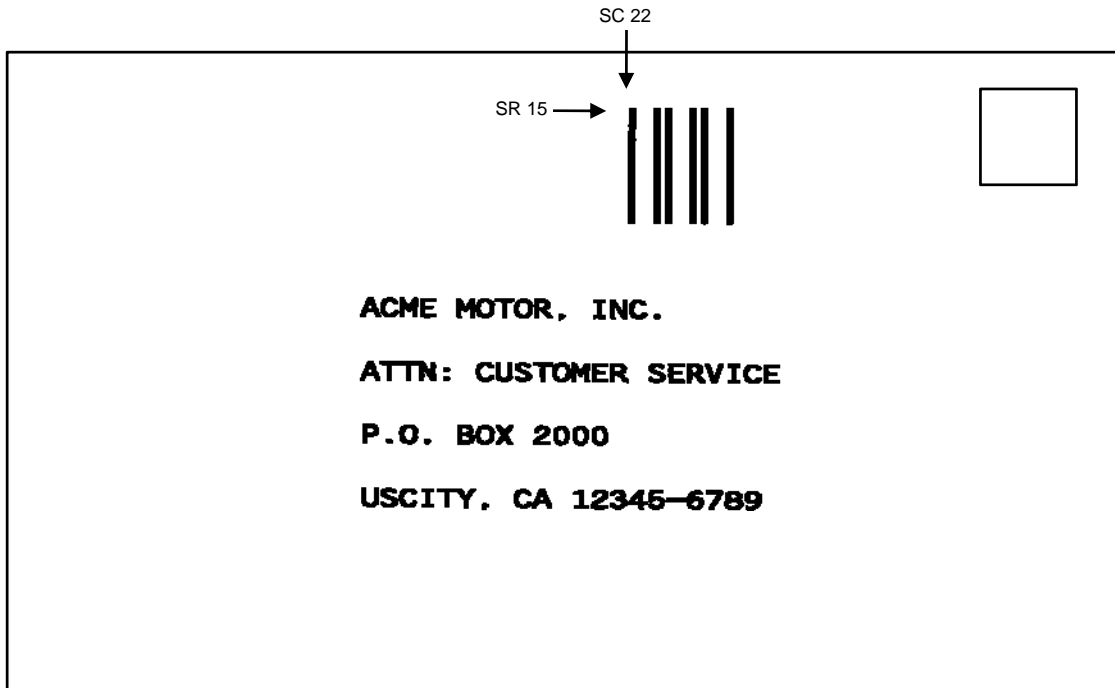 SC 22
SR 15
ACME MOTOR, INC.
ATTN: CUSTOMER SERVICE
P.O. BOX 2000
USCITY, CA 12345-6789